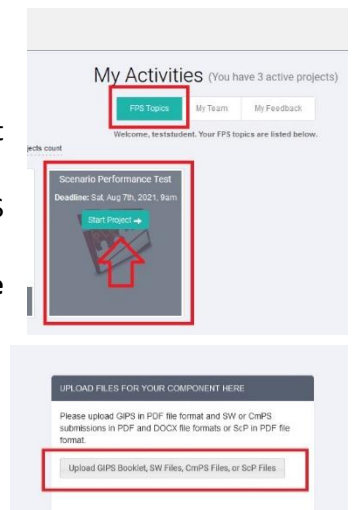 My Activities (You have 3 active projects)
FPS Topics
My Team
My Feedback
Welcome, teststudent. Your FPS topics are listed below.
jects count
Scenario Performance Test
Deadline: Sat, Aug 7th, 2021, 9am
Start Project →
UPLOAD FILES FOR YOUR COMPONENT HERE
Please upload GIPS in PDF file
format and SW or CmPS
submissions in PDF and DOCX
file formats or ScP in PDF file
format.
Upload GIPS Booklet, SW Files, CmPS Files, or ScP Files